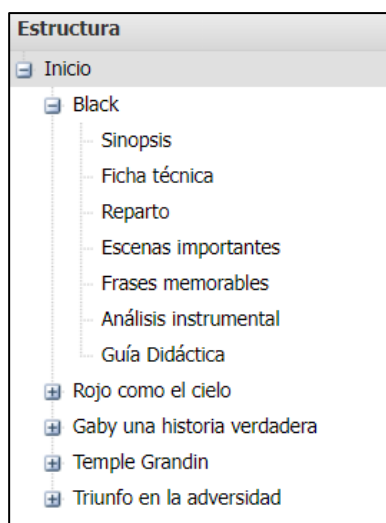 Estructura
Inicio
Black
Sinopsis
Ficha técnica
Reparto
Escenas importantes
Frases memorables
Análisis instrumental
Guía Didáctica
Rojo como el cielo
Gaby una historia verdadera
Temple Grandin
Triunfo en la adversidad